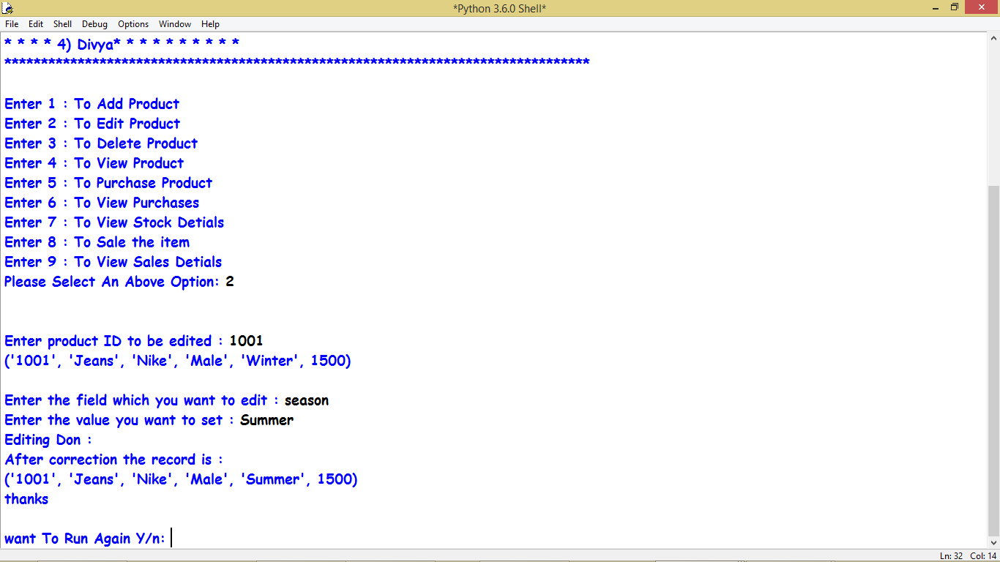 *Python 3.6.0 Shell*
File Edit Shell Debug Options Window Help
* * * * 4) Divya* * * * * * * * * *
********************************************************************************
Enter 1 : To Add Product
Enter 2 : To Edit Product
Enter 3 : To Delete Product
Enter 4 : To View Product
Enter 5 : To Purchase Product
Enter 6 : To View Purchases
Enter 7 : To View Stock Detials
Enter 8 : To Sale the item
Enter 9 : To View Sales Detials
Please Select An Above Option: 2
Enter product ID to be edited : 1001
('1001', 'Jeans', 'Nike', 'Male', 'Winter', 1500)
Enter the field which you want to edit : season
Enter the value you want to set : Summer
Editing Don :
After correction the record is :
('1001', 'Jeans', 'Nike', 'Male', 'Summer', 1500)
thanks
want To Run Again Y/n:
Ln: 32 Col: 14